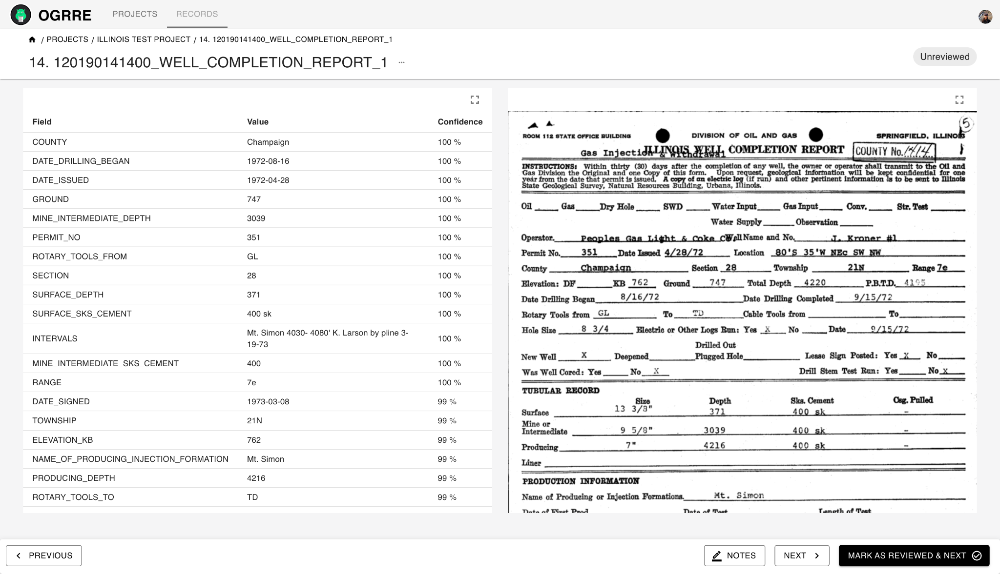 OGRRE PROJECTS RECORDS
/ PROJECTS / ILLINOIS TEST PROJECT / 14. 120190141400_WELL_COMPLETION_REPORT_1
14. 120190141400_WELL_COMPLETION_REPORT_1 ...
Unreviewed
Field Value Confidence
COUNTY Champaign 100 %
DATE_DRILLING_BEGAN 1972-08-16 100 %
DATE_ISSUED 1972-04-28 100 %
GROUND 747 100 %
MINE_INTERMEDIATE_DEPTH 3039 100 %
PERMIT_NO 351 100 %
ROTARY_TOOLS_FROM GL 100 %
SECTION 28 100 %
SURFACE_DEPTH 371 100 %
SURFACE_SKS_CEMENT 400 sk 100 %
INTERVALS Mt. Simon 4030- 4080' K. Larson by pline 3-
19-73 100 %
MINE_INTERMEDIATE_SKS_CEMENT 400 100 %
RANGE 7e 100 %
DATE_SIGNED 1973-03-08 99 %
TOWNSHIP 21N 99 %
ELEVATION_KB 762 99 %
NAME_OF_PRODUCING_INJECTION_FORMATION Mt. Simon 99 %
PRODUCING_DEPTH 4216 99 %
ROTARY_TOOLS_TO TD 99 %
5
ROOM 112 STATE OFFICE BUILDING DIVISION OF OIL AND GAS SPRINGFIELD, ILLINOIS
ILLINOIS WELL COMPLETION REPORT
Gas Injection & Withdrawal
COUNTY No. 1414
INSTRUCTIONS: Within thirty (30) days after the completion of any well, the owner or operator shall transmit to the Oil and
Gas Division the Original and one Copy of this form. Upon request, geological information will be kept confidential for one
year from the date that permit is issued. A copy of an electric log (if run) and other pertinent information is to be sent to Illinois
State Geological Survey, Natural Resources Building, Urbana, Illinois.
Oil Gas Dry Hole SWD Water Input Gas Input Conv. Str. Test
Water Supply Observation
Operator. Peoples Gas Light & Coke Co. Well Name and No. J. Kroner #1
Permit No. 351 Date Issued 4/28/72 Location 80'S 35'W NEc SW NW
County Champaign Section 28 Township 21N Range 7e
Elevation: DF KB 762 Ground 747 Total Depth 4220 P.B.T.D. 4195
Date Drilling Began 8/16/72 Date Drilling Completed 9/15/72
Rotary Tools from GL To TD Cable Tools from To
Hole Size 8 3/4 Electric or Other Logs Run: Yes X No Date 9/15/72
Drilled Out
New Well X Deepened Plugged Hole Lease Sign Posted: Yes X No
Was Well Cored: Yes No X Drill Stem Test Run: Yes No X
TUBULAR RECORD
Size Depth Sks. Cement Csg. Pulled
Surface 13 3/8" 371 400 sk -
Mine or
Intermediate 9 5/8" 3039 400 sk -
Producing 7" 4216 400 sk -
Liner
PRODUCTION INFORMATION
Name of Producing or Injection Formations. Mt. Simon
Date of First Prod. Date of Test Length of Test
PREVIOUS NOTES NEXT MARK AS REVIEWED & NEXT